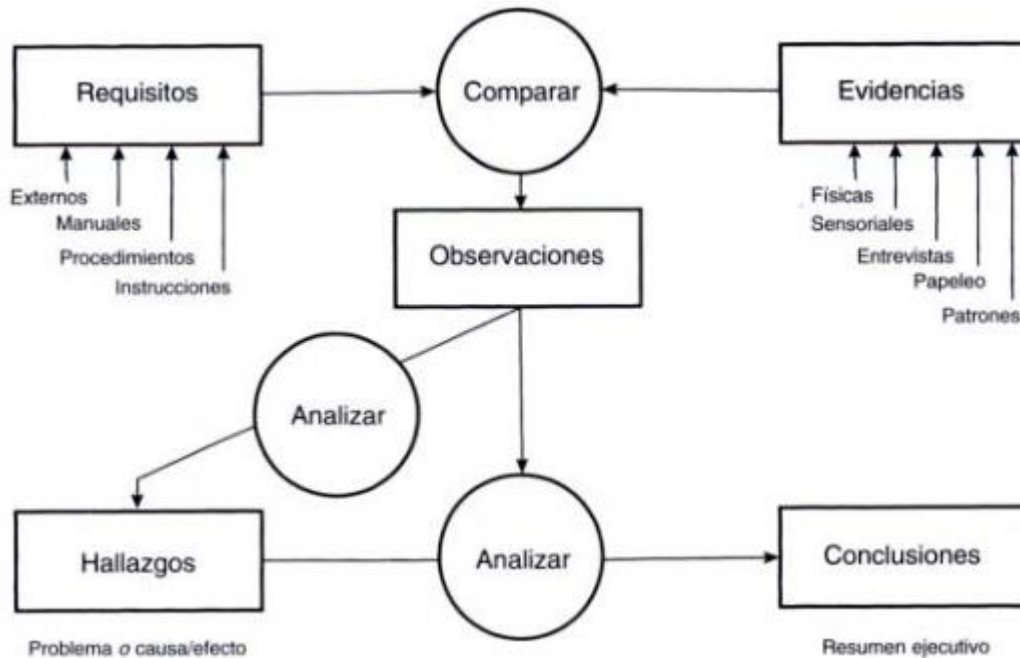 Requisitos
Comparar
Evidencias
Externos
Manuales
Procedimientos
Instrucciones
Físicas
Sensoriales
Entrevistas
Papeleo
Patrones
Observaciones
Analizar
Hallazgos
Analizar
Conclusiones
Problema o causa/efecto
Resumen ejecutivo